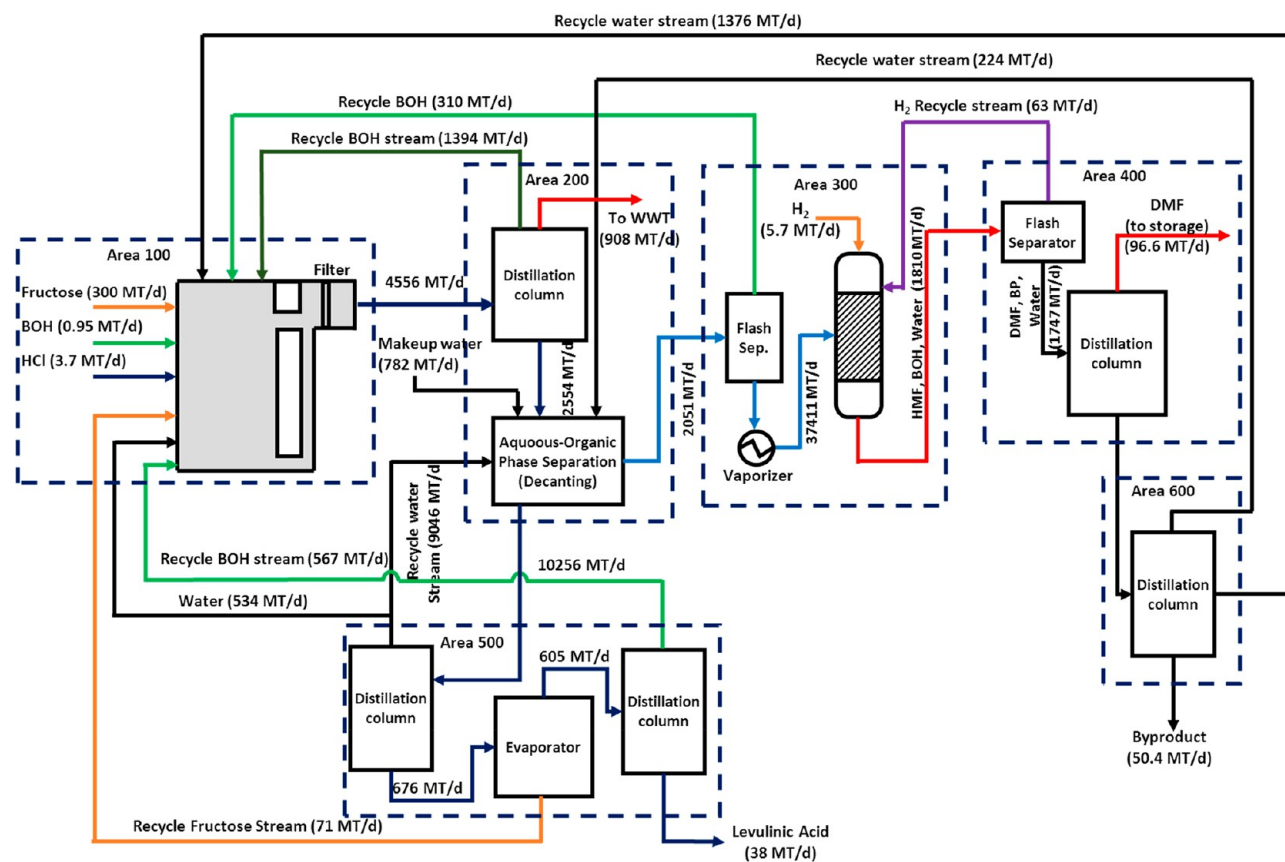 Recycle water stream (1376 MT/d)
Recycle water stream (224 MT/d)
Recycle BOH (310 MT/d)
H₂ Recycle stream (63 MT/d)
Recycle BOH stream (1394 MT/d)
Area 200
Area 300
Area 400
To WWT
(908 MT/d)
H₂
(5.7 MT/d)
Flash
Separator
DMF
(to storage)
(96.6 MT/d)
Area 100
Filter
4556 MT/d
Distillation
column
Fructose (300 MT/d)
BOH (0.95 MT/d)
HCl (3.7 MT/d)
Makeup water
(782 MT/d)
2554 MT/d
2051 MT/d
Flash
Sep.
37411 MT/d
HMF, BOH, Water (1810 MT/d)
DMF, BP,
Water
(1747 MT/d)
Distillation
column
Aquoous-Organic
Phase Separation
(Decanting)
Vaporizer
Area 600
Recycle water
Stream (9046 MT/d)
Recycle BOH stream (567 MT/d)
10256 MT/d
Water (534 MT/d)
Distillation
column
Area 500
605 MT/d
Distillation
column
Evaporator
Distillation
column
676 MT/d
Byproduct
(50.4 MT/d)
Recycle Fructose Stream (71 MT/d)
Levulinic Acid
(38 MT/d)